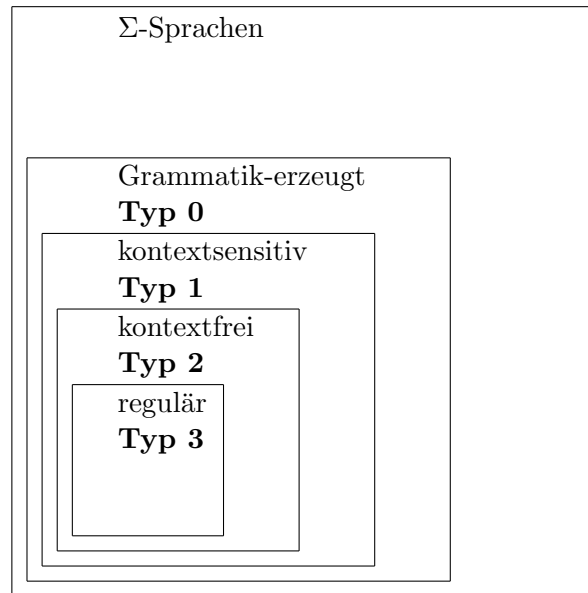 Σ-Sprachen
Grammatik-erzeugt
Typ 0
kontextsensitiv
Typ 1
kontextfrei
Typ 2
regulär
Typ 3